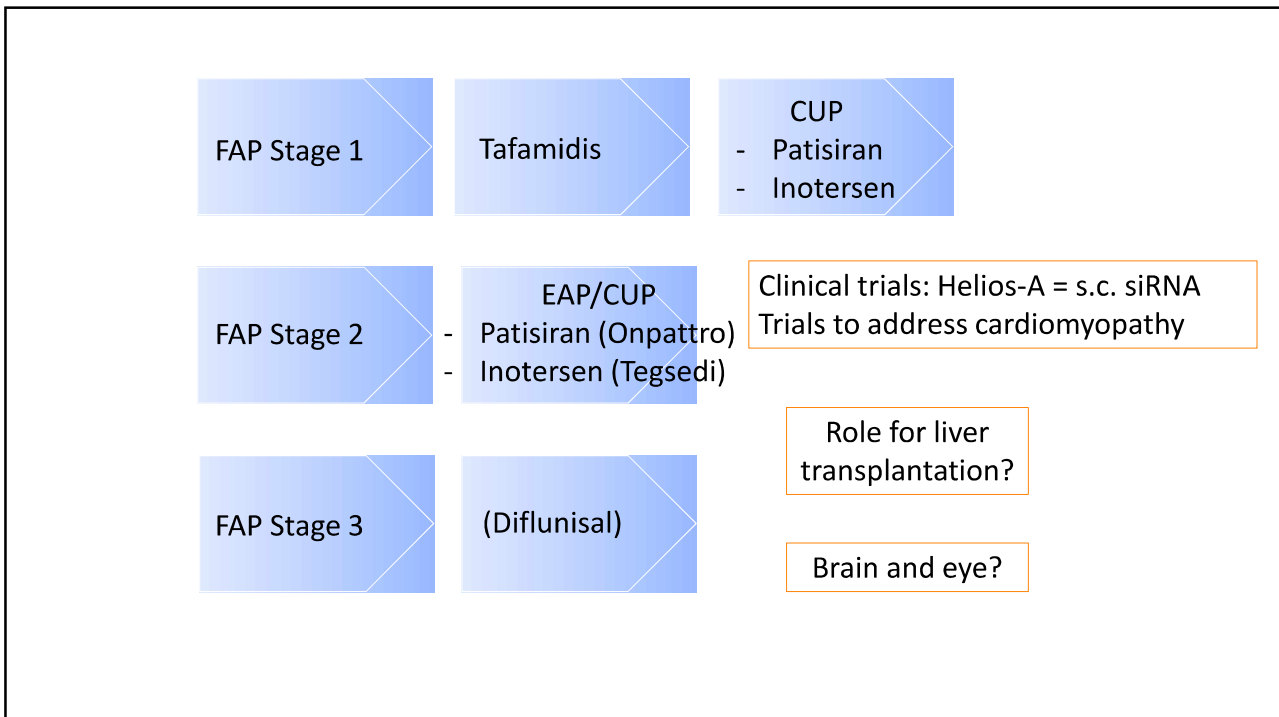 FAP Stage 1
Tafamidis
CUP
- Patisiran
- Inotersen
FAP Stage 2
EAP/CUP
- Patisiran (Onpattro)
- Inotersen (Tegsedi)
Clinical trials: Helios-A = s.c. siRNA
Trials to address cardiomyopathy
FAP Stage 3
(Diflunisal)
Role for liver
transplantation?
Brain and eye?